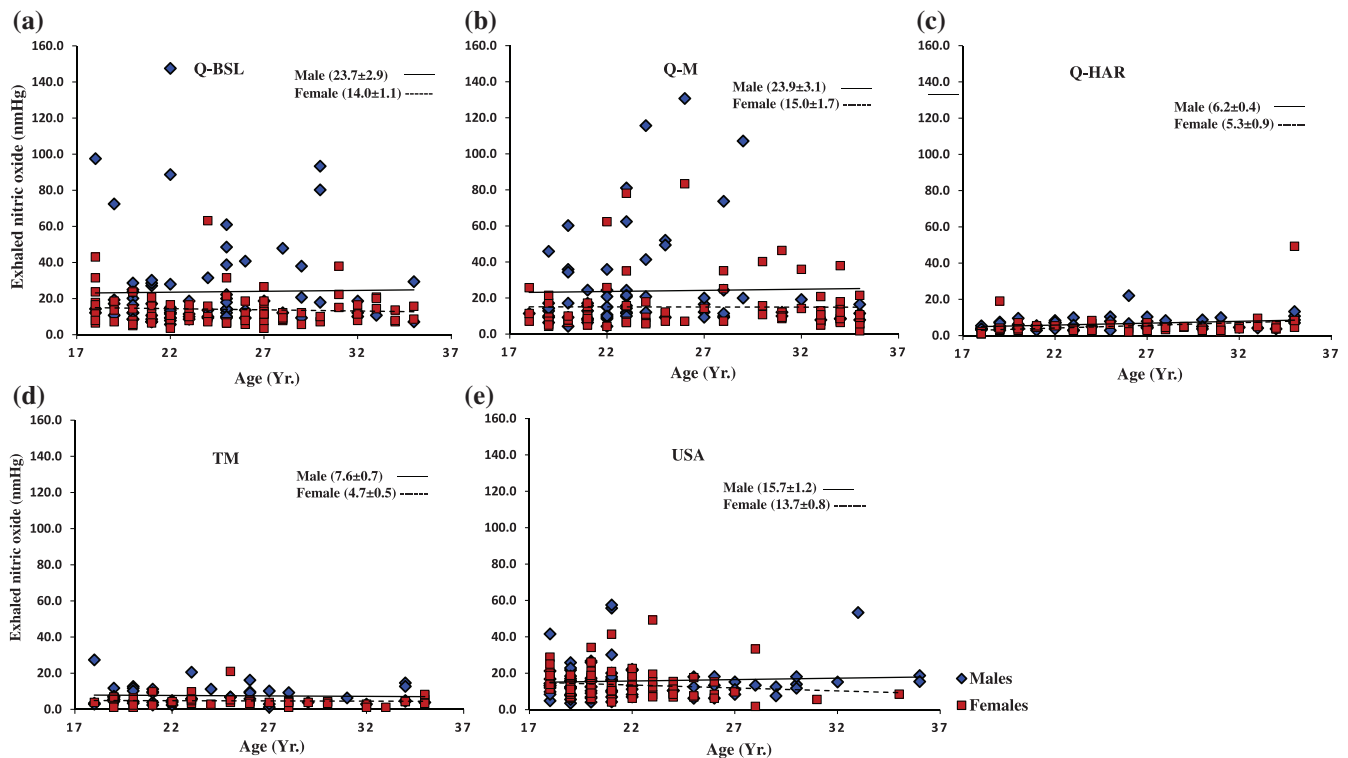 (a)
Q-BSL
Male (23.7±2.9)
Female (14.0±1.1)
Exhaled nitric oxide (nmHg)
160.0
140.0
120.0
100.0
80.0
60.0
40.0
20.0
0.0
17 22 27 32 37
Age (Yr.)
(b)
Q-M
Male (23.9±3.1)
Female (15.0±1.7)
160.0
140.0
120.0
100.0
80.0
60.0
40.0
20.0
0.0
17 22 27 32 37
Age (Yr.)
(c)
Q-HAR
Male (6.2±0.4)
Female (5.3±0.9)
160.0
140.0
120.0
100.0
80.0
60.0
40.0
20.0
0.0
17 22 27 32 37
Age (Yr.)
(d)
TM
Male (7.6±0.7)
Female (4.7±0.5)
Exhaled nitric oxide (nmHg)
160.0
140.0
120.0
100.0
80.0
60.0
40.0
20.0
0.0
17 22 27 32 37
Age (Yr.)
(e)
USA
Male (15.7±1.2)
Female (13.7±0.8)
160.0
140.0
120.0
100.0
80.0
60.0
40.0
20.0
0.0
17 22 27 32 37
Age (Yr.)
Males
Females